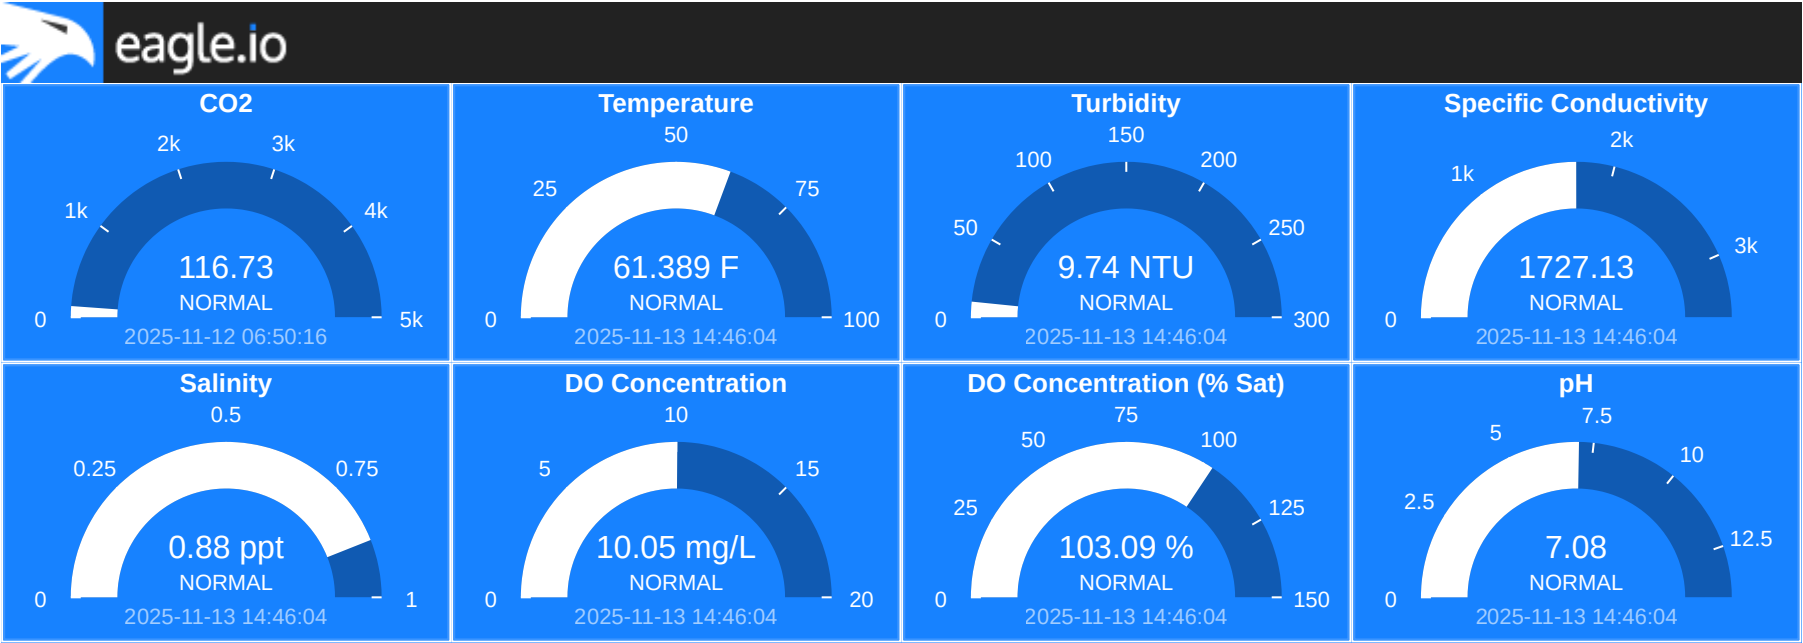 eagle.io
CO2
0
1k
2k
3k
4k
5k
116.73
NORMAL
2025-11-12 06:50:16
Temperature
0
25
50
75
100
61.389 F
NORMAL
2025-11-13 14:46:04
Turbidity
0
50
100
150
200
250
300
9.74 NTU
NORMAL
2025-11-13 14:46:04
Specific Conductivity
0
1k
2k
3k
1727.13
NORMAL
2025-11-13 14:46:04
Salinity
0
0.25
0.5
0.75
1
0.88 ppt
NORMAL
2025-11-13 14:46:04
DO Concentration
0
5
10
15
20
10.05 mg/L
NORMAL
2025-11-13 14:46:04
DO Concentration (% Sat)
0
25
50
75
100
125
150
103.09 %
NORMAL
2025-11-13 14:46:04
pH
0
2.5
5
7.5
10
12.5
7.08
NORMAL
2025-11-13 14:46:04